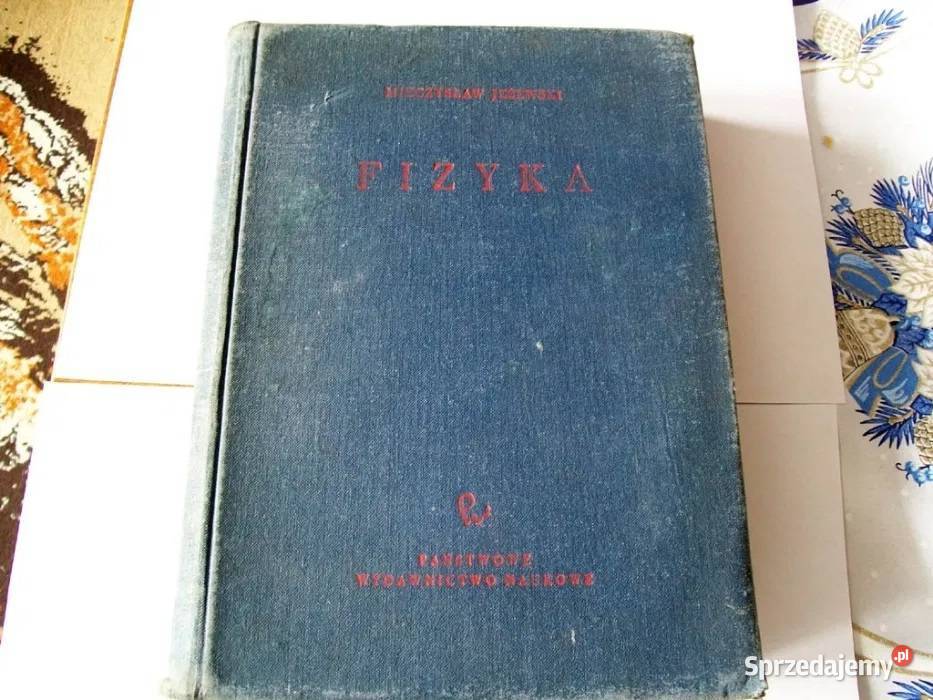 MIECZYSŁAW JEŻEWSKI
FIZYKA
PAŃSTWOWE
WYDAWNICTWO NAUKOWE
Sprzedajemy.pl